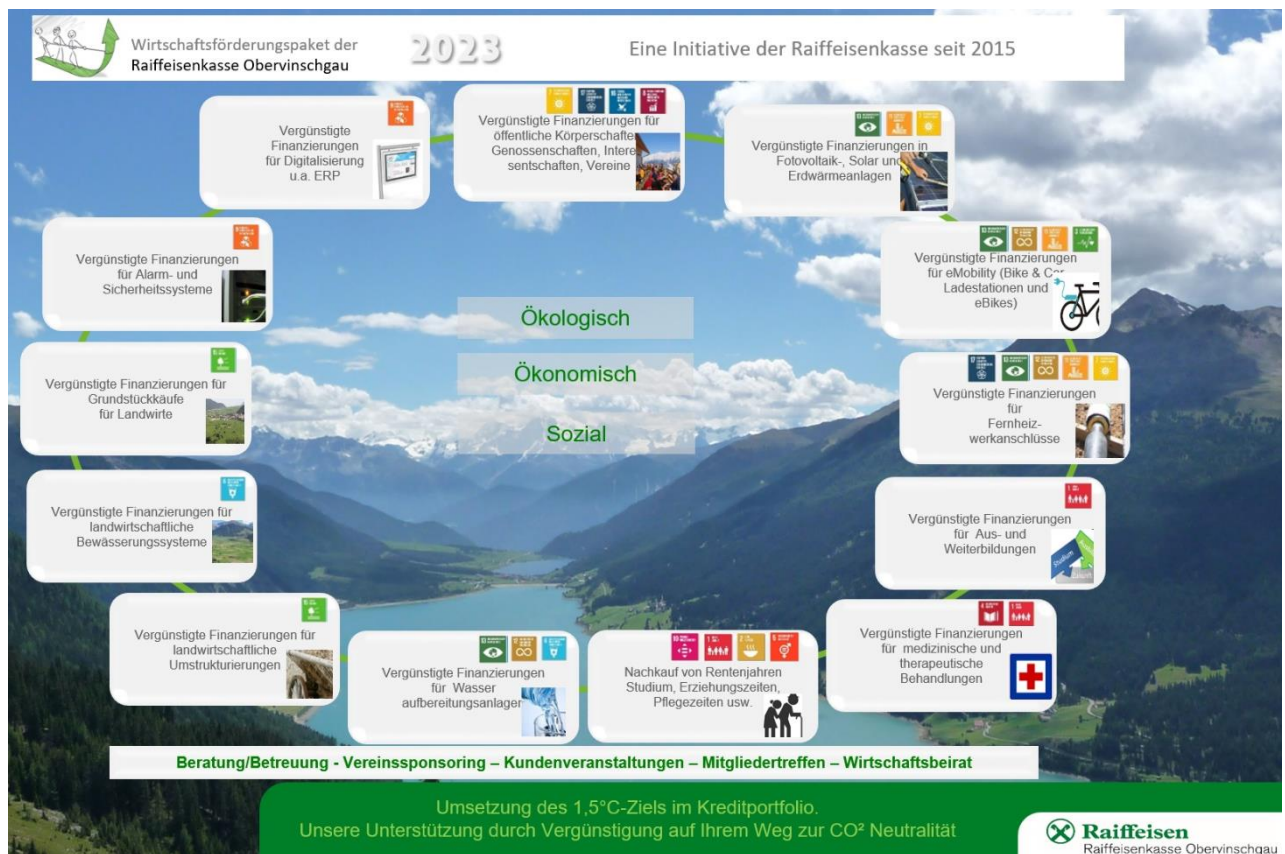 Wirtschaftsförderungspaket der
Raiffeisenkasse Obervinschgau
2023
Eine Initiative der Raiffeisenkasse seit 2015
Vergünstigte
Finanzierungen
für Digitalisierung
u.a. ERP
Vergünstigte Finanzierungen für
öffentliche Körperschafte
Genossenschaften, Intere
sentschaften, Vereine
Vergünstigte Finanzierungen in
Fotovoltaik-, Solar und
Erdwärmeanlagen
Vergünstigte Finanzierungen
für Alarm- und
Sicherheitssysteme
Vergünstigte Finanzierungen
für eMobility (Bike & Car
Ladestationen und
eBikes)
Ökologisch
Ökonomisch
Sozial
Vergünstigte Finanzierungen für
Grundstückkäufe
für Landwirte
Vergünstigte Finanzierungen
für
Fernheiz-
werkanschlüsse
Vergünstigte Finanzierungen für
landwirtschaftliche
Bewässerungssysteme
Vergünstigte Finanzierungen
für Aus- und
Weiterbildungen
Studium
Vergünstigte Finanzierungen für
landwirtschaftliche
Umstrukturierungen
Vergünstigte Finanzierungen
für Wasser
aufbereitungsanlagen
Nachkauf von Rentenjahren
Studium, Erziehungszeiten,
Pflegezeiten usw.
Vergünstigte Finanzierungen
für medizinische und
therapeutische
Behandlungen
Beratung/Betreuung - Vereinssponsoring – Kundenveranstaltungen – Mitgliedertreffen – Wirtschaftsbeirat
Umsetzung des 1,5°C-Ziels im Kreditportfolio.
Unsere Unterstützung durch Vergünstigung auf Ihrem Weg zur CO² Neutralität
Raiffeisen
Raiffeisenkasse Obervinschgau